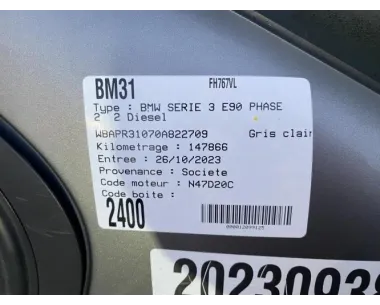 BM31 FH767VL
Type : BMW SERIE 3 E90 PHASE
2 2 Diesel
WBAPR31070A822709 Gris clair
Kilometrage : 147866
Entree : 26/10/2023
Provenance : Societe
Code moteur : N47D20C
Code boite :
2400